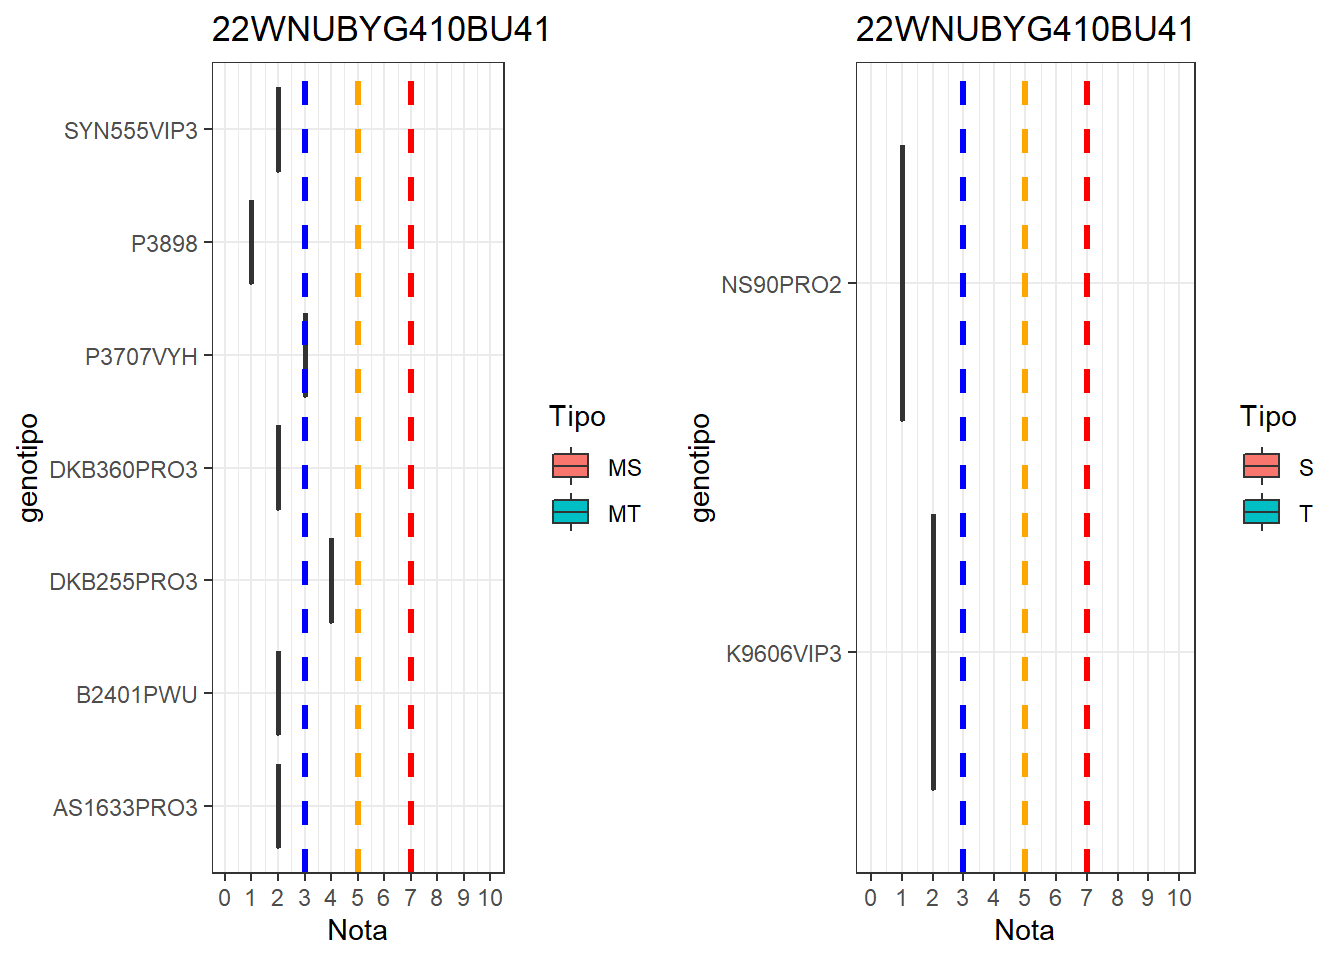 22WNUBYG410BU41
genotipo
SYN555VIP3
P3898
P3707VYH
DKB360PRO3
DKB255PRO3
B2401PWU
AS1633PRO3
0 1 2 3 4 5 6 7 8 9 10
Nota
Tipo
MS
MT
22WNUBYG410BU41
genotipo
NS90PRO2
K9606VIP3
0 1 2 3 4 5 6 7 8 9 10
Nota
Tipo
S
T